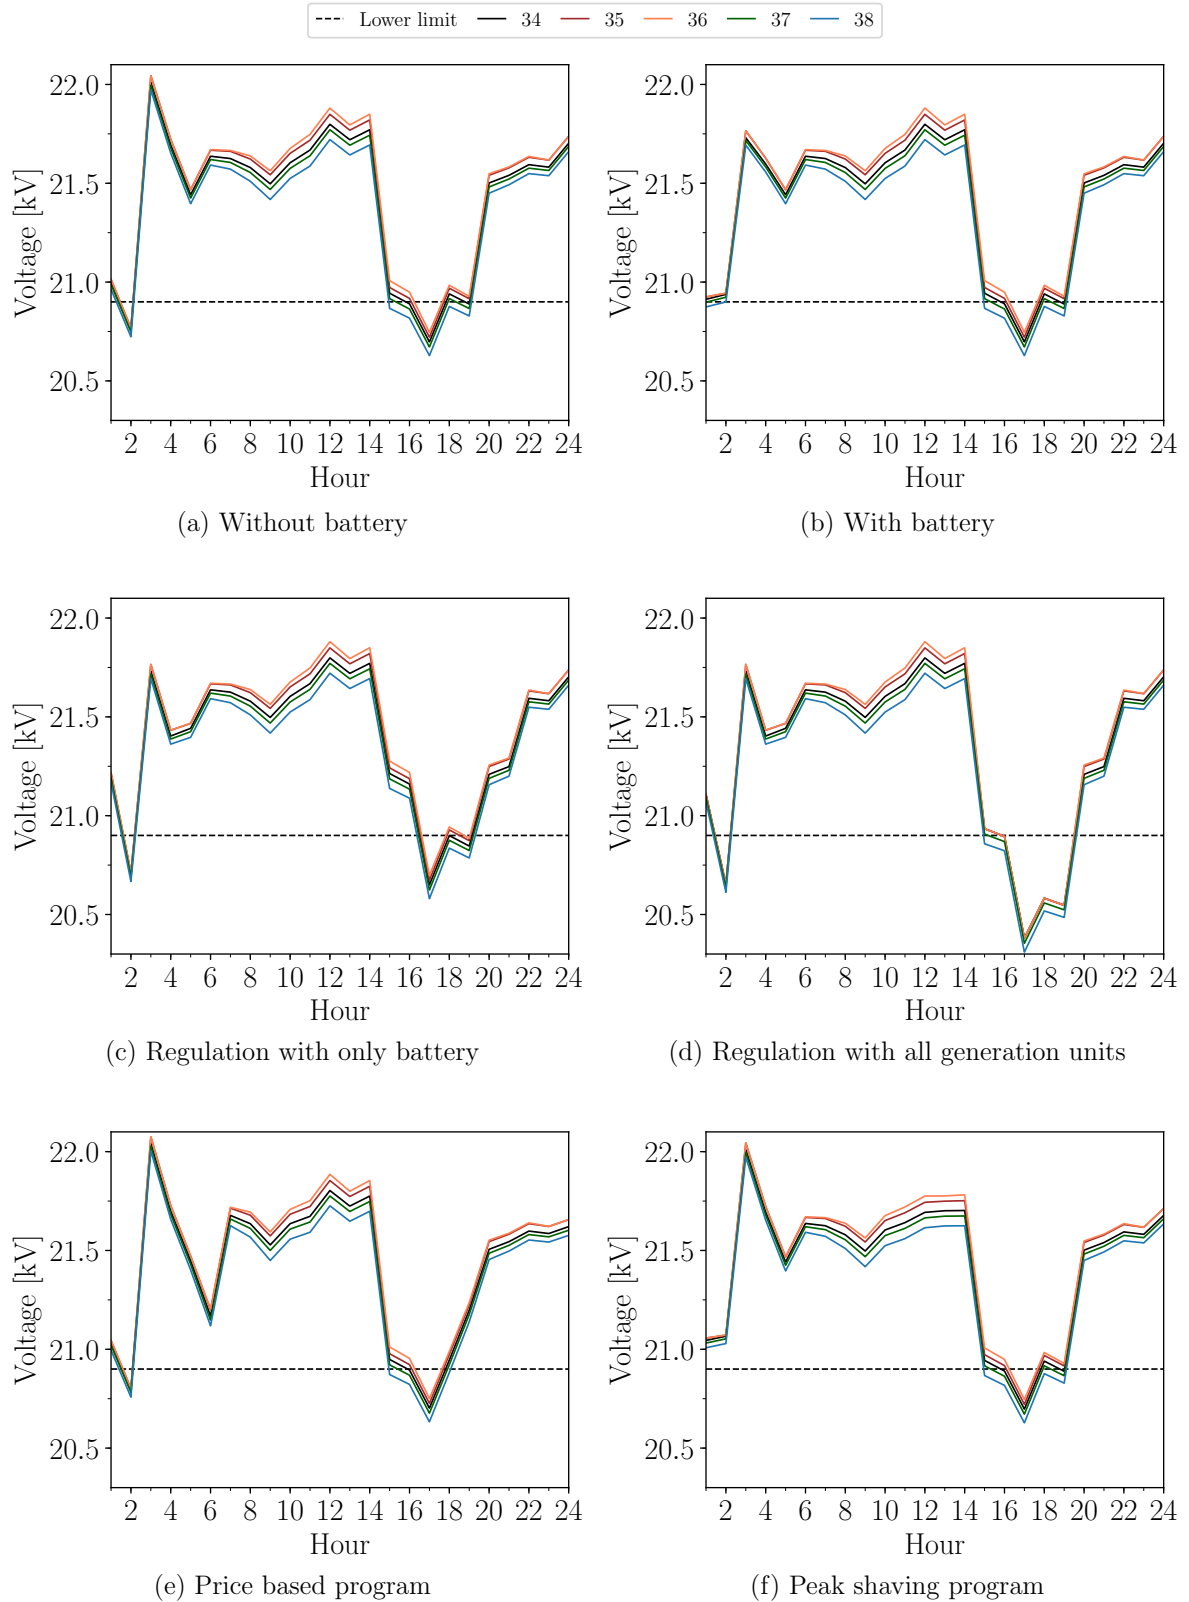 Lower limit 34 35 36 37 38
22.0
21.5
21.0
20.5
Voltage [kV]
2 4 6 8 10 12 14 16 18 20 22 24
Hour
(a) Without battery
22.0
21.5
21.0
20.5
Voltage [kV]
2 4 6 8 10 12 14 16 18 20 22 24
Hour
(b) With battery
22.0
21.5
21.0
20.5
Voltage [kV]
2 4 6 8 10 12 14 16 18 20 22 24
Hour
(c) Regulation with only battery
22.0
21.5
21.0
20.5
Voltage [kV]
2 4 6 8 10 12 14 16 18 20 22 24
Hour
(d) Regulation with all generation units
22.0
21.5
21.0
20.5
Voltage [kV]
2 4 6 8 10 12 14 16 18 20 22 24
Hour
(e) Price based program
22.0
21.5
21.0
20.5
Voltage [kV]
2 4 6 8 10 12 14 16 18 20 22 24
Hour
(f) Peak shaving program